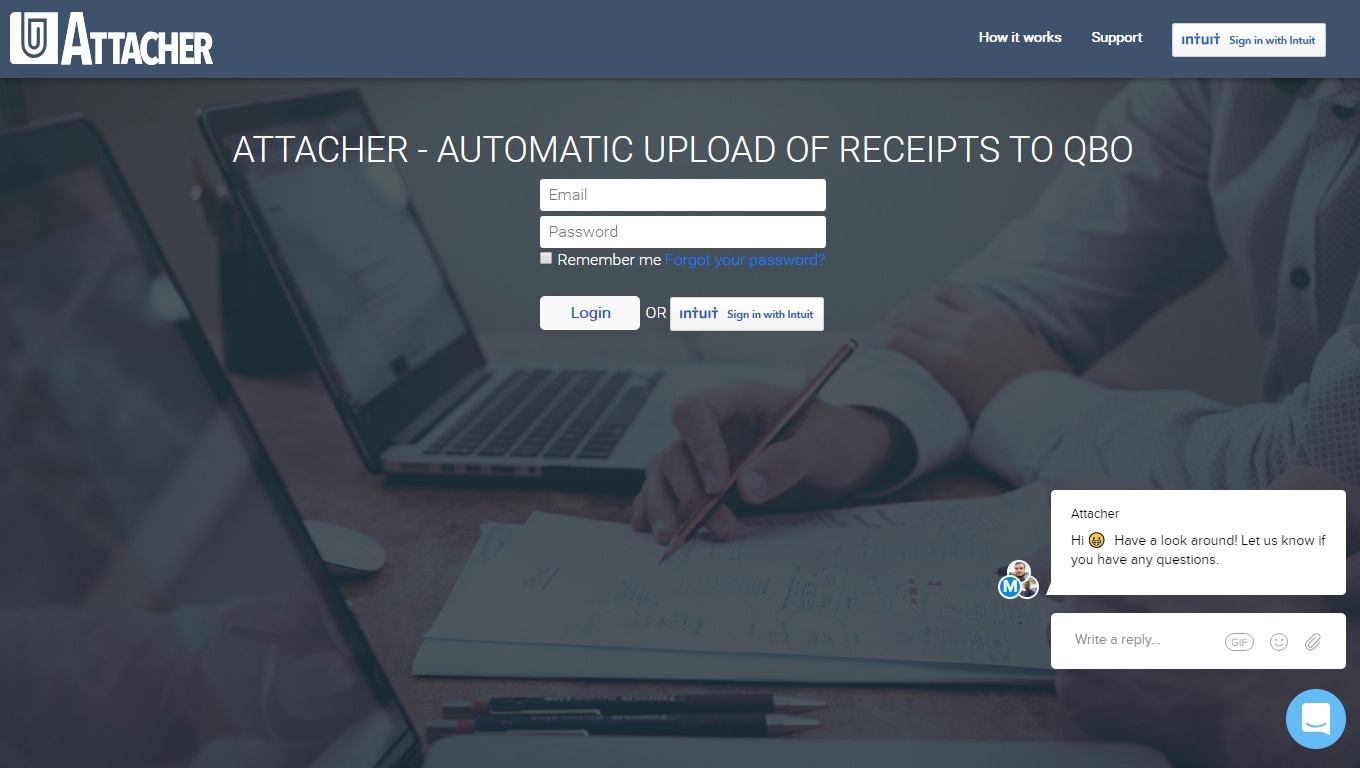 ATTACHER
How it works
Support
INTUIT Sign in with Intuit
ATTACHER - AUTOMATIC UPLOAD OF RECEIPTS TO QBO
Email
Password
Remember me Forgot your password?
Login OR INTUIT Sign in with Intuit
Attacher
Hi 😁 Have a look around! Let us know if
you have any questions.
M
Write a reply...
GIF